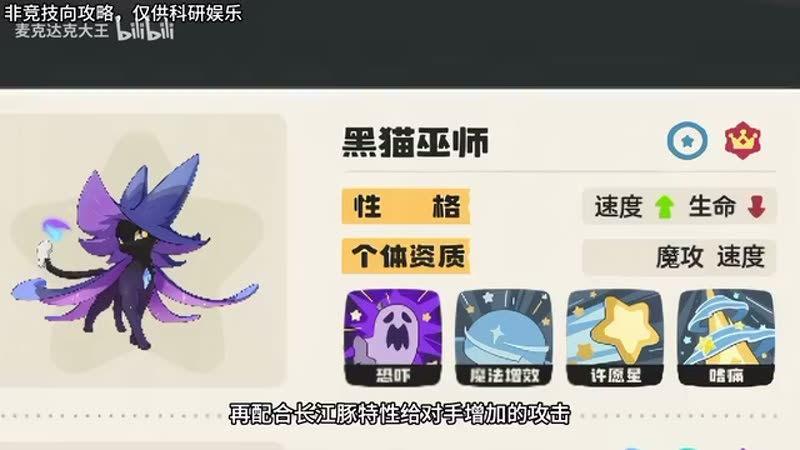 非竞技向攻略，仅供科研娱乐
麦克达克大王 bilibili
黑猫巫师
性格 速度 生命
个体资质 魔攻 速度
恐吓 魔法增效 许愿星 嗜痛
再配合长江豚特性给对手增加的攻击